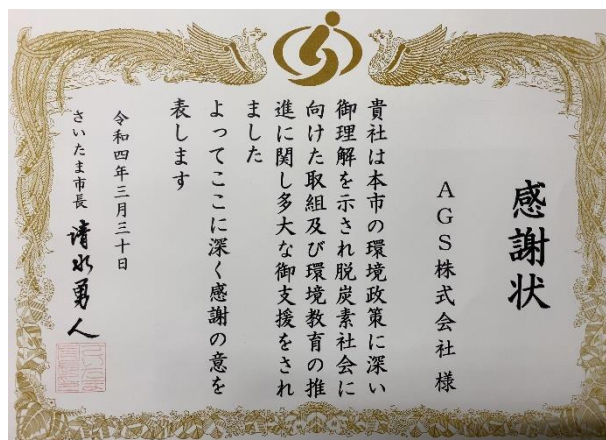 感謝状
AGS株式会社 様
貴社は本市の環境政策に深い
御理解を示され脱炭素社会に
向けた取組及び環境教育の推
進に関し多大な御支援をされ
ました
よってここに深く感謝の意を
表します
令和四年三月三十日
さいたま市長 清水勇人